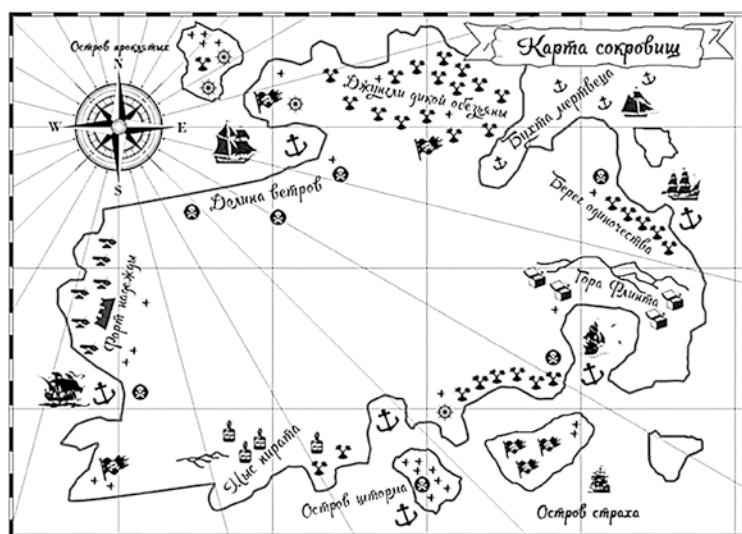 Карта сокровищ
Остров проклятых
N
W
E
S
Джунгли дикой обезьяны
Бухта мертвеца
Долина ветров
Берег одиночества
Форт надежды
Гора Флинта
Мыс пирата
Остров шторма
Остров страха